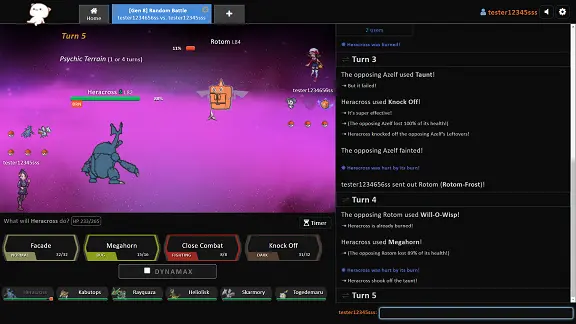 Home
[Gen 8] Random Battle
tester1234656ss vs. tester12345sss
tester12345sss
Turn 5
Psychic Terrain (1 or 4 turns)
11%
Rotom L84
Heracross L82
88%
BRN
tester1234656ss
tester12345sss
What will Heracross do? HP 233/265
Timer
Facade
NORMAL 32/32
Megahorn
BUG 15/16
Close Combat
FIGHTING 8/8
Knock Off
DARK 31/32
DYNAMAX
Heracross
Kabutops
Rayquaza
Heliolisk
Skarmory
Togedemaru
2 users
Heracross was burned!
Turn 3
The opposing Azelf used Taunt!
But it failed!
Heracross used Knock Off!
It's super effective!
(The opposing Azelf lost 100% of its health!)
Heracross knocked off the opposing Azelf's Leftovers!
The opposing Azelf fainted!
Heracross was hurt by its burn!
tester1234656ss sent out Rotom (Rotom-Frost)!
Turn 4
The opposing Rotom used Will-O-Wisp!
Heracross is already burned!
Heracross used Megahorn!
(The opposing Rotom lost 89% of its health!)
Heracross was hurt by its burn!
Heracross shook off the taunt!
Turn 5
tester12345sss: